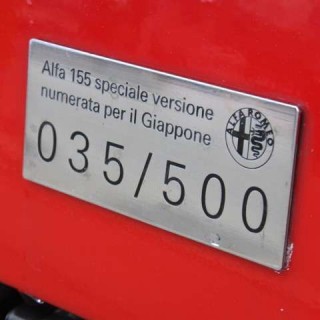 Alfa 155 speciale versione
numerata per il Giappone
035/500
ALFA ROMEO